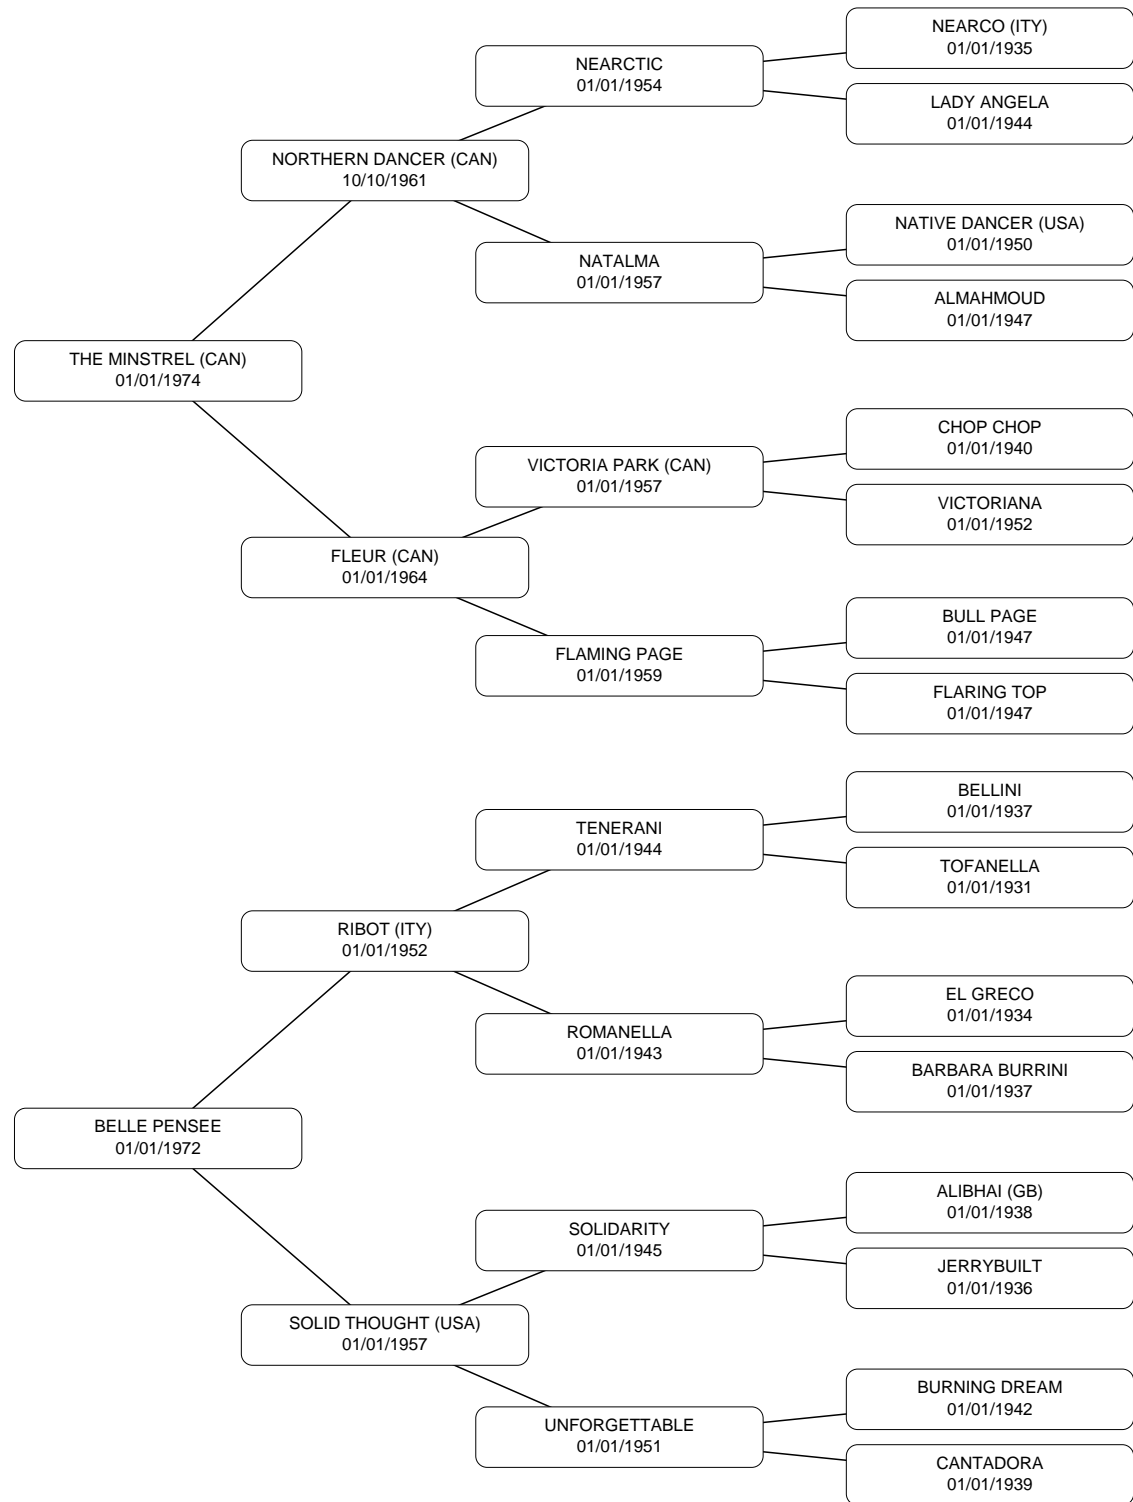 NEARCO (ITY)
01/01/1935
NEARCTIC
01/01/1954
LADY ANGELA
01/01/1944
NORTHERN DANCER (CAN)
10/10/1961
NATIVE DANCER (USA)
01/01/1950
NATALMA
01/01/1957
ALMAHMOUD
01/01/1947
THE MINSTREL (CAN)
01/01/1974
CHOP CHOP
01/01/1940
VICTORIA PARK (CAN)
01/01/1957
VICTORIANA
01/01/1952
FLEUR (CAN)
01/01/1964
BULL PAGE
01/01/1947
FLAMING PAGE
01/01/1959
FLARING TOP
01/01/1947
BELLINI
01/01/1937
TENERANI
01/01/1944
TOFANELLA
01/01/1931
RIBOT (ITY)
01/01/1952
EL GRECO
01/01/1934
ROMANELLA
01/01/1943
BARBARA BURRINI
01/01/1937
BELLE PENSEE
01/01/1972
ALIBHAI (GB)
01/01/1938
SOLIDARITY
01/01/1945
JERRYBUILT
01/01/1936
SOLID THOUGHT (USA)
01/01/1957
BURNING DREAM
01/01/1942
UNFORGETTABLE
01/01/1951
CANTADORA
01/01/1939